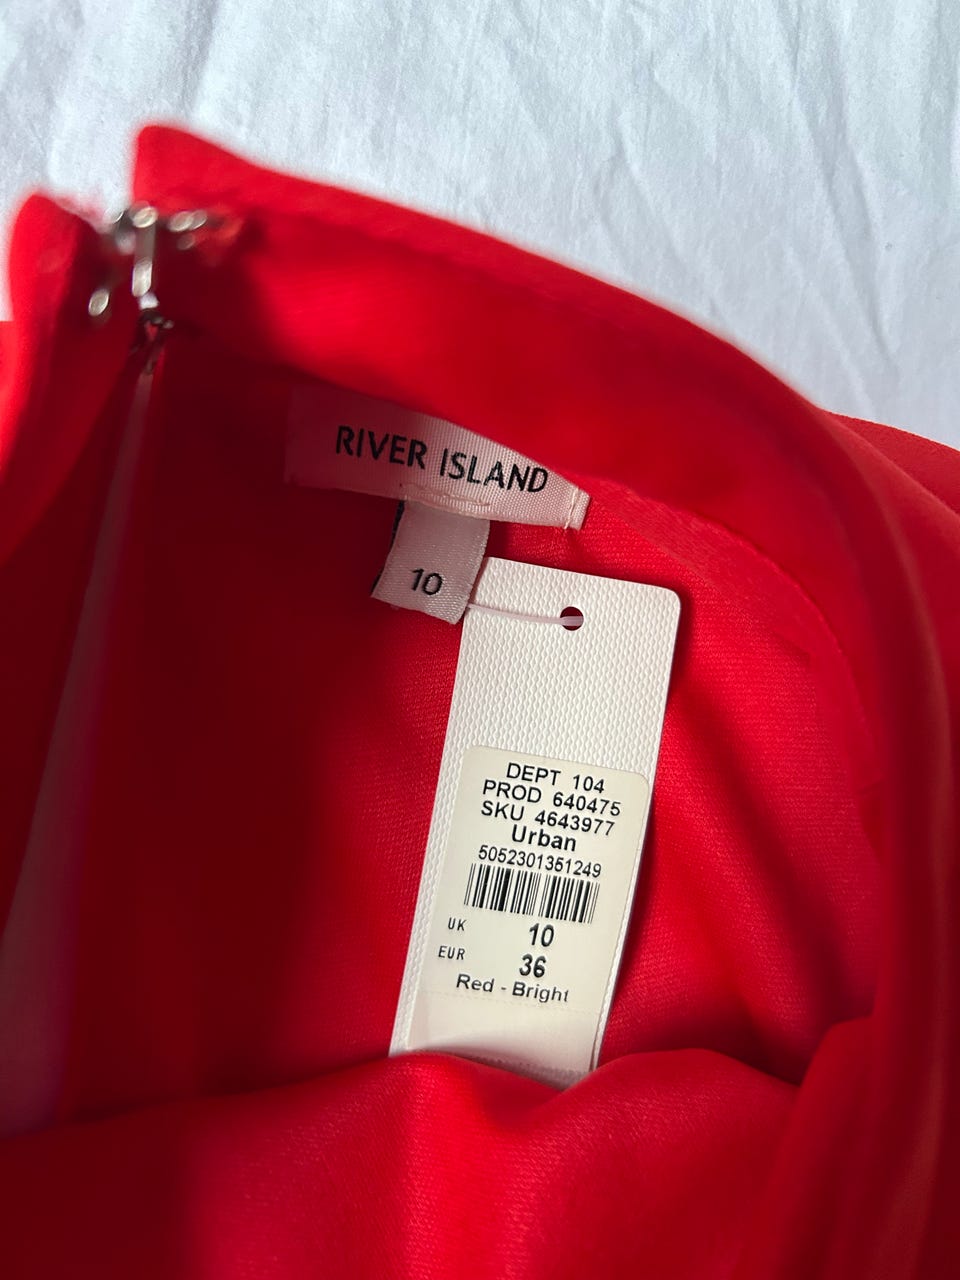 RIVER ISLAND
10
DEPT 104
PROD 640475
SKU 4643977
Urban
5052301351249
UK 10
EUR 36
Red - Bright